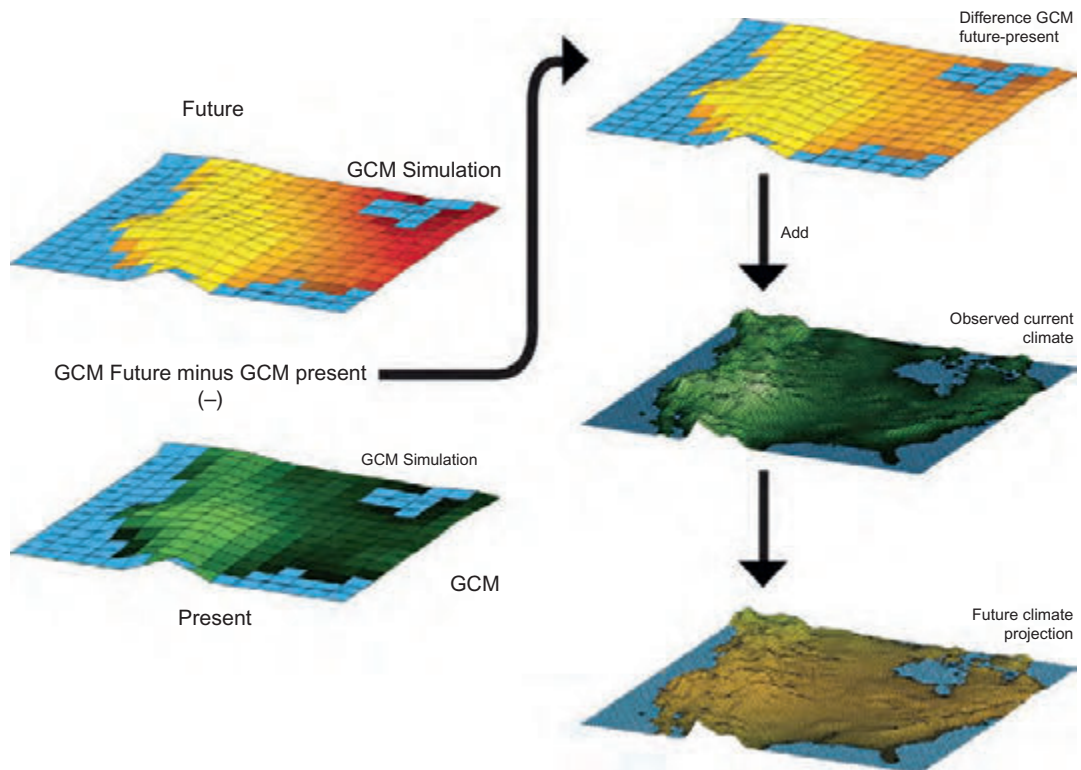 Future
GCM Simulation
GCM Future minus GCM present
(–)
GCM Simulation
GCM
Present
Difference GCM
future-present
Add
Observed current
climate
Future climate
projection